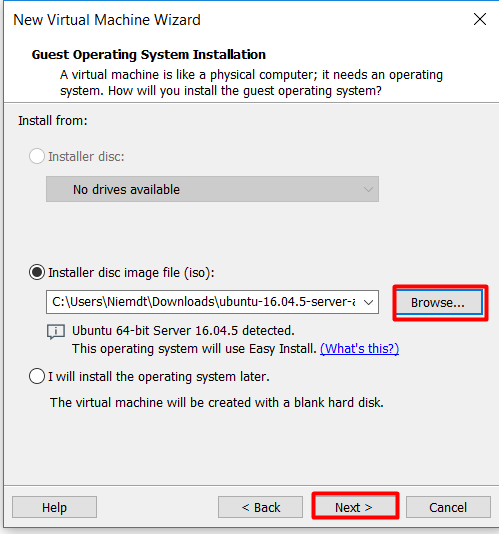 New Virtual Machine Wizard
Guest Operating System Installation
A virtual machine is like a physical computer; it needs an operating
system. How will you install the guest operating system?
Install from:
Installer disc:
No drives available
Installer disc image file (iso):
C:\Users\Niemdt\Downloads\ubuntu-16.04.5-server-a
Browse...
Ubuntu 64-bit Server 16.04.5 detected.
This operating system will use Easy Install. (What's this?)
I will install the operating system later.
The virtual machine will be created with a blank hard disk.
Help
< Back
Next >
Cancel